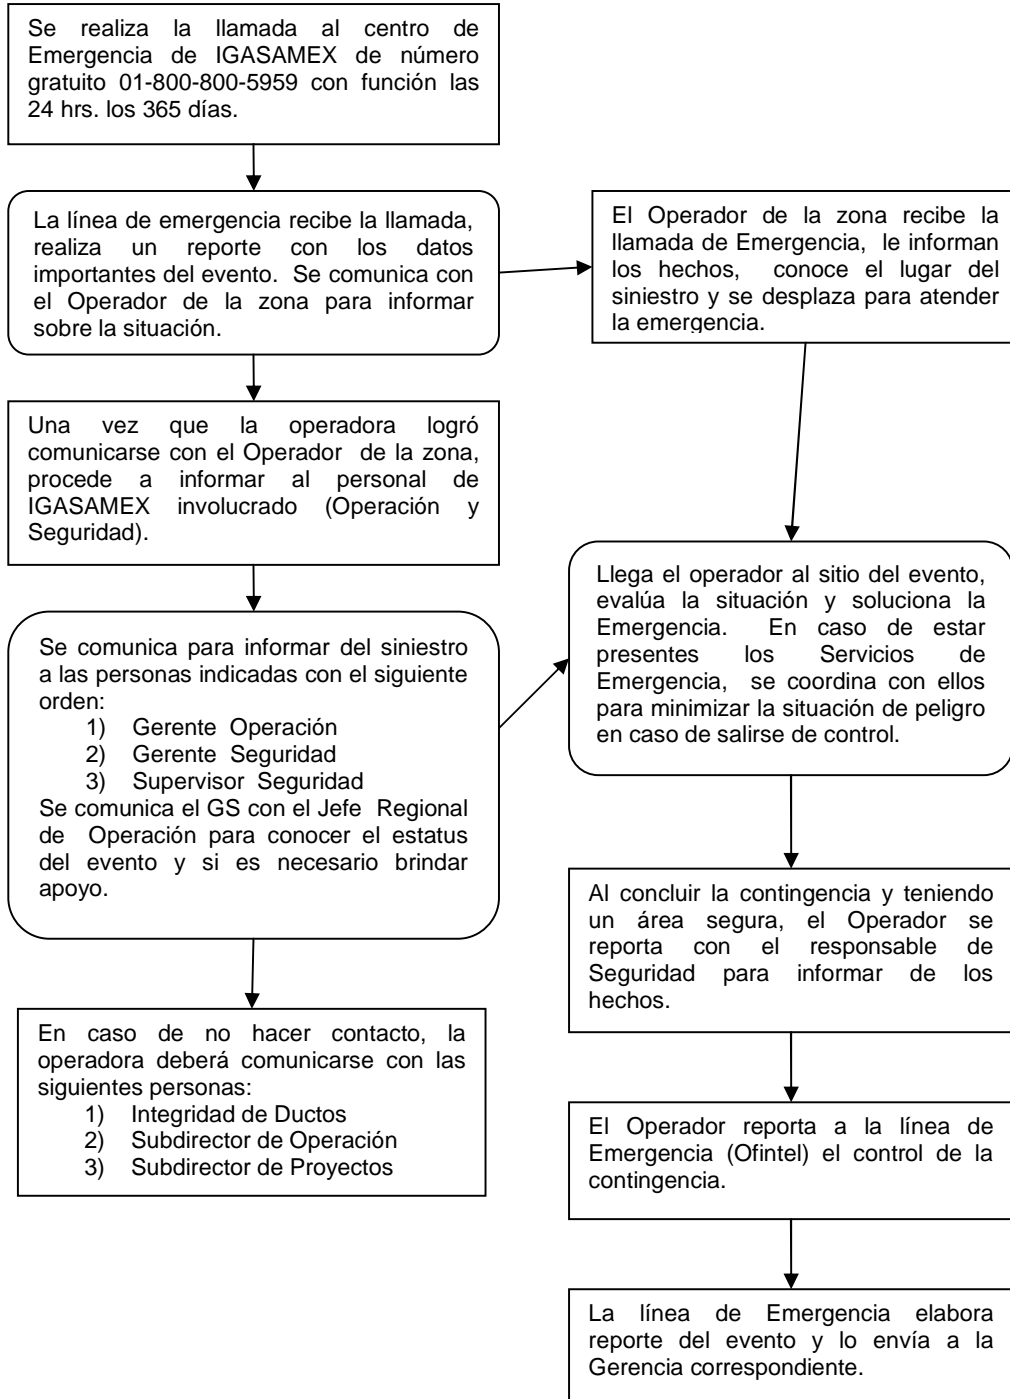 Se realiza la llamada al centro de
Emergencia de IGASAMEX de número
gratuito 01-800-800-5959 con función las
24 hrs. los 365 días.
La línea de emergencia recibe la llamada,
realiza un reporte con los datos
importantes del evento. Se comunica con
el Operador de la zona para informar
sobre la situación.
El Operador de la zona recibe la
llamada de Emergencia, le informan
los hechos, conoce el lugar del
siniestro y se desplaza para atender
la emergencia.
Una vez que la operadora logró
comunicarse con el Operador de la zona,
procede a informar al personal de
IGASAMEX involucrado (Operación y
Seguridad).
Se comunica para informar del siniestro
a las personas indicadas con el siguiente
orden:
1) Gerente Operación
2) Gerente Seguridad
3) Supervisor Seguridad
Se comunica el GS con el Jefe Regional
de Operación para conocer el estatus
del evento y si es necesario brindar
apoyo.
Llega el operador al sitio del evento,
evalúa la situación y soluciona la
Emergencia. En caso de estar
presentes los Servicios de
Emergencia, se coordina con ellos
para minimizar la situación de peligro
en caso de salirse de control.
Al concluir la contingencia y teniendo
un área segura, el Operador se
reporta con el responsable de
Seguridad para informar de los
hechos.
En caso de no hacer contacto, la
operadora deberá comunicarse con las
siguientes personas:
1) Integridad de Ductos
2) Subdirector de Operación
3) Subdirector de Proyectos
El Operador reporta a la línea de
Emergencia (Ofintel) el control de la
contingencia.
La línea de Emergencia elabora
reporte del evento y lo envía a la
Gerencia correspondiente.